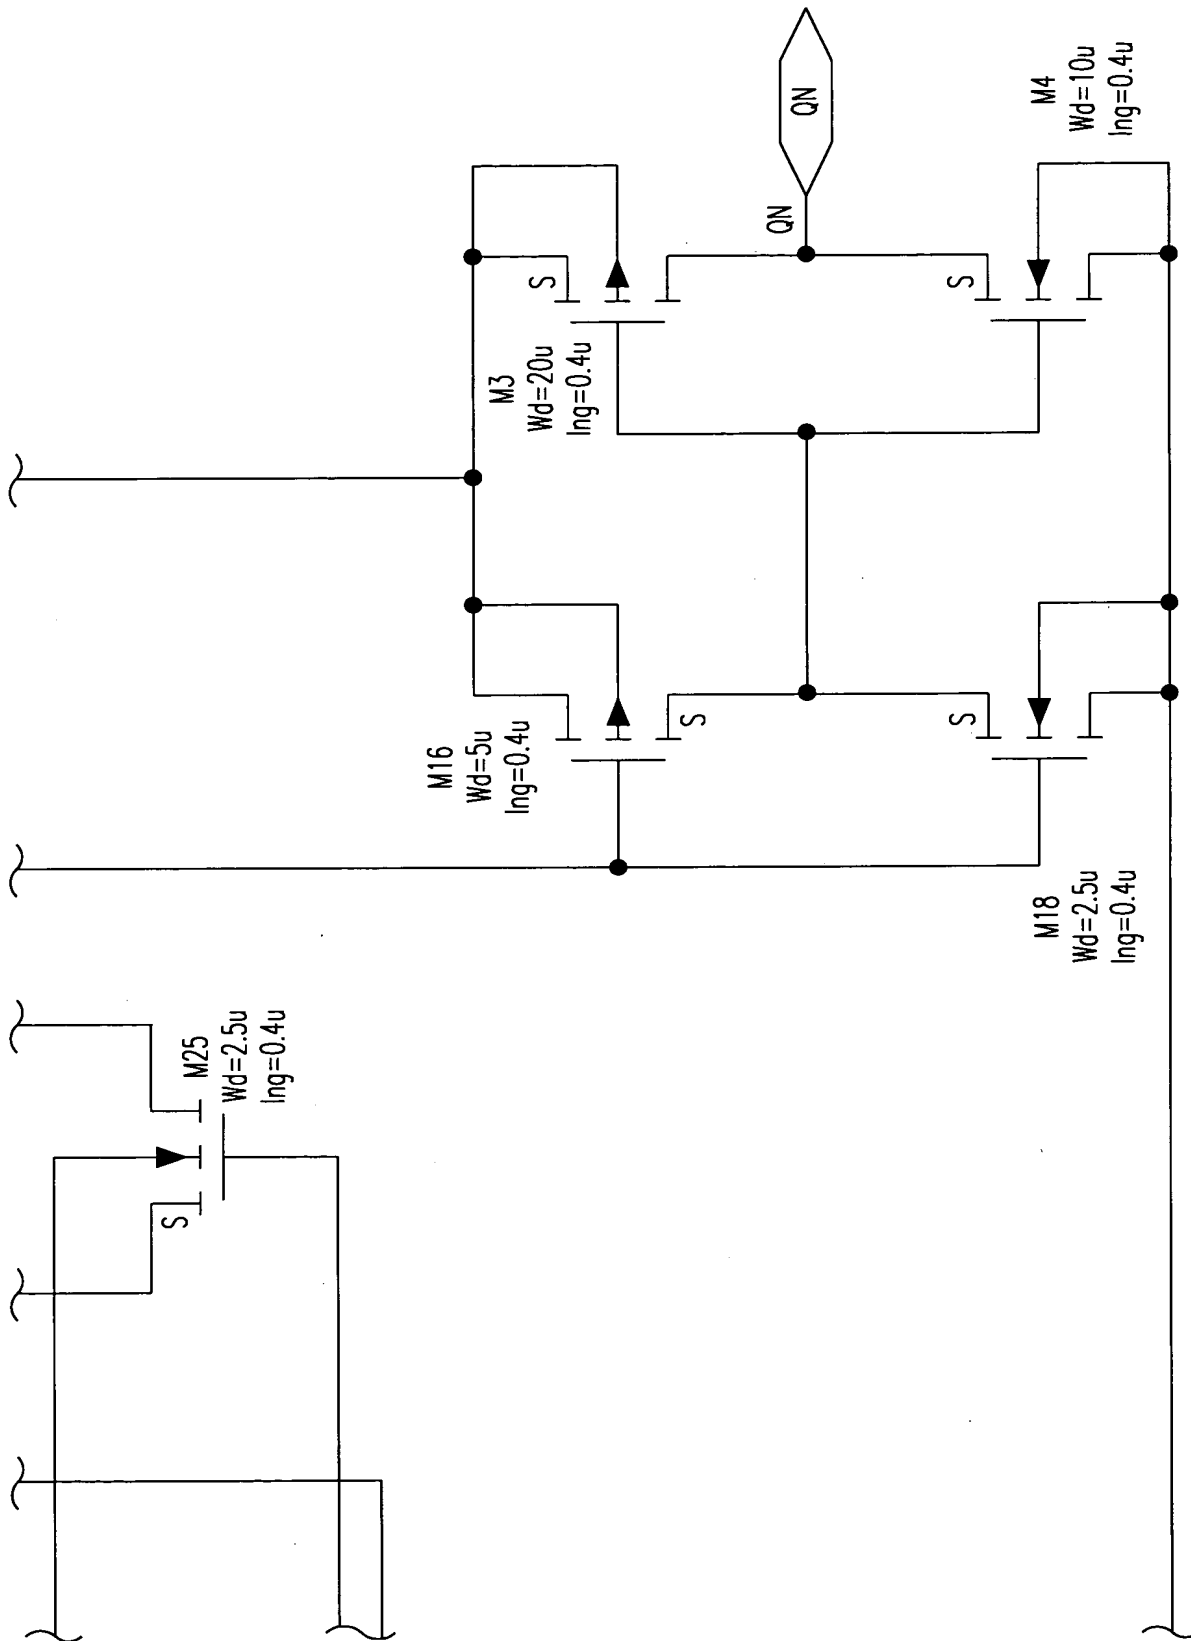 M25
Wd=2.5u
lng=0.4u
S
M16
Wd=5u
lng=0.4u
S
M3
Wd=20u
lng=0.4u
S
QN
QN
S
M18
Wd=2.5u
lng=0.4u
S
M4
Wd=10u
lng=0.4u